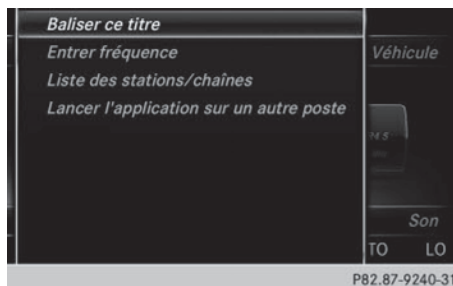 Baliser ce titre
Entrer fréquence
Véhicule
Liste des stations/chaînes
Lancer l'application sur un autre poste
Son
TO LO
P82.87-9240-31